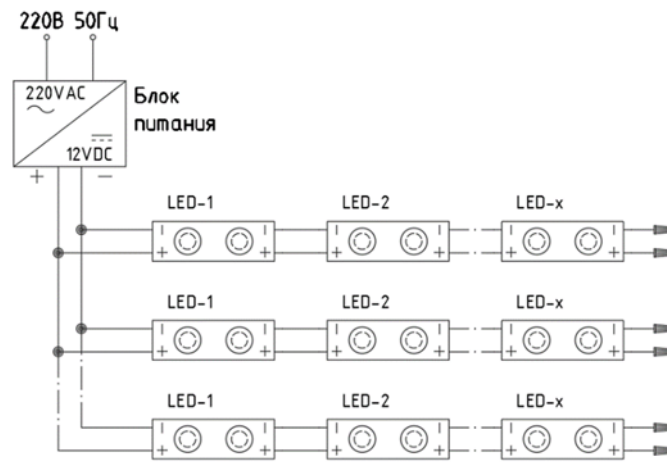 220В 50Гц
220VAC
Блок
питания
12VDC
+ −
LED-1 LED-2 LED-x
LED-1 LED-2 LED-x
LED-1 LED-2 LED-x